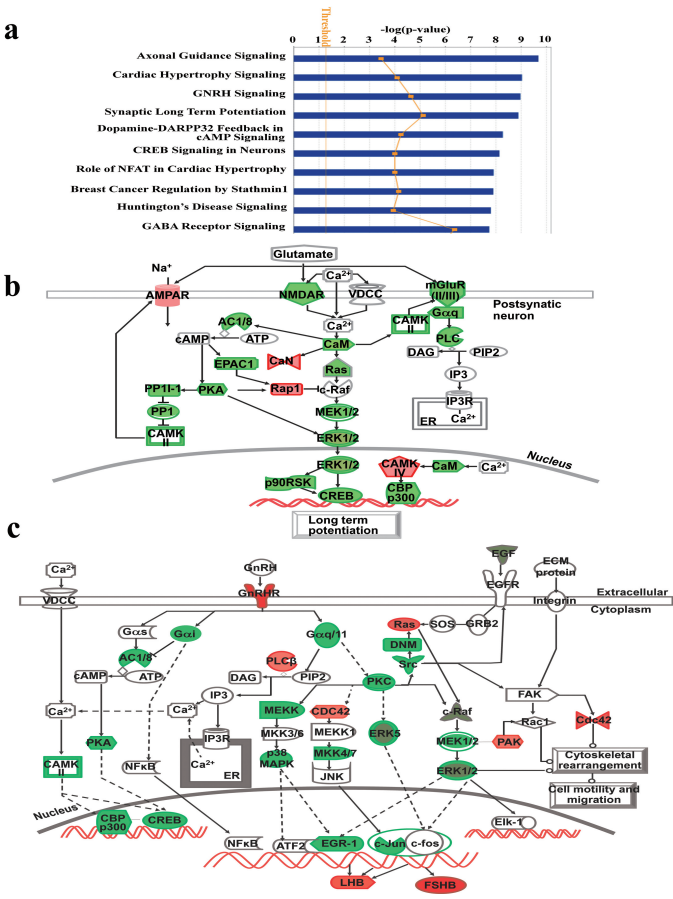 a
Threshold
-log(p-value)
0 1 2 3 4 5 6 7 8 9 10
Axonal Guidance Signaling
Cardiac Hypertrophy Signaling
GNRH Signaling
Synaptic Long Term Potentiation
Dopamine-DARPP32 Feedback in
cAMP Signaling
CREB Signaling in Neurons
Role of NFAT in Cardiac Hypertrophy
Breast Cancer Regulation by Stathmin1
Huntington's Disease Signaling
GABA Receptor Signaling
b
Glutamate
Na⁺
Ca²⁺
mGluR
(II/III)
AMPAR
NMDAR
VDCC
Postsynatic
neuron
AC1/8
Ca²⁺
CAMK
II
Gαq
cAMP
ATP
CaM
PLC
EPAC1
CaN
DAG
PIP2
Ras
IP3
PP1I-1
PKA
Rap1
c-Raf
IP3R
PP1
MEK1/2
ER
Ca²⁺
CAMK
II
ERK1/2
Nucleus
ERK1/2
CAMK
IV
CaM
Ca²⁺
p90RSK
CREB
CBP
p300
Long term
potentiation
c
Ca²⁺
GnRH
EGF
ECM
protein
VDCC
GnRHR
EGFR
Integrin
Extracellular
Cytoplasm
Gαs
Gαi
Gαq/11
Ras
SOS
GRB2
DNM
AC1/8
PLCβ
Src
cAMP
ATP
DAG
PIP2
PKC
FAK
Ca²⁺
Ca²⁺
IP3
MEKK
CDC42
c-Raf
Rac1
Cdc42
PKA
IP3R
MKK3/6
MEKK1
ERK5
MEK1/2
PAK
CAMK
II
NFκB
Ca²⁺
ER
p38
MAPK
MKK4/7
JNK
ERK1/2
Cytoskeletal
rearrangement
Cell motility and
migration
Nucleus
CBP
p300
CREB
NFκB
ATF2
EGR-1
c-Jun
c-fos
Elk-1
LHB
FSHB